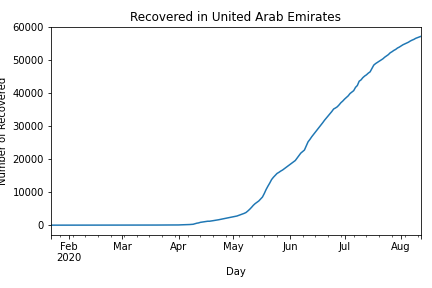 Recovered in United Arab Emirates
60000
50000
40000
30000
20000
10000
0
Number of Recovered
Feb Mar Apr May Jun Jul Aug
2020
Day